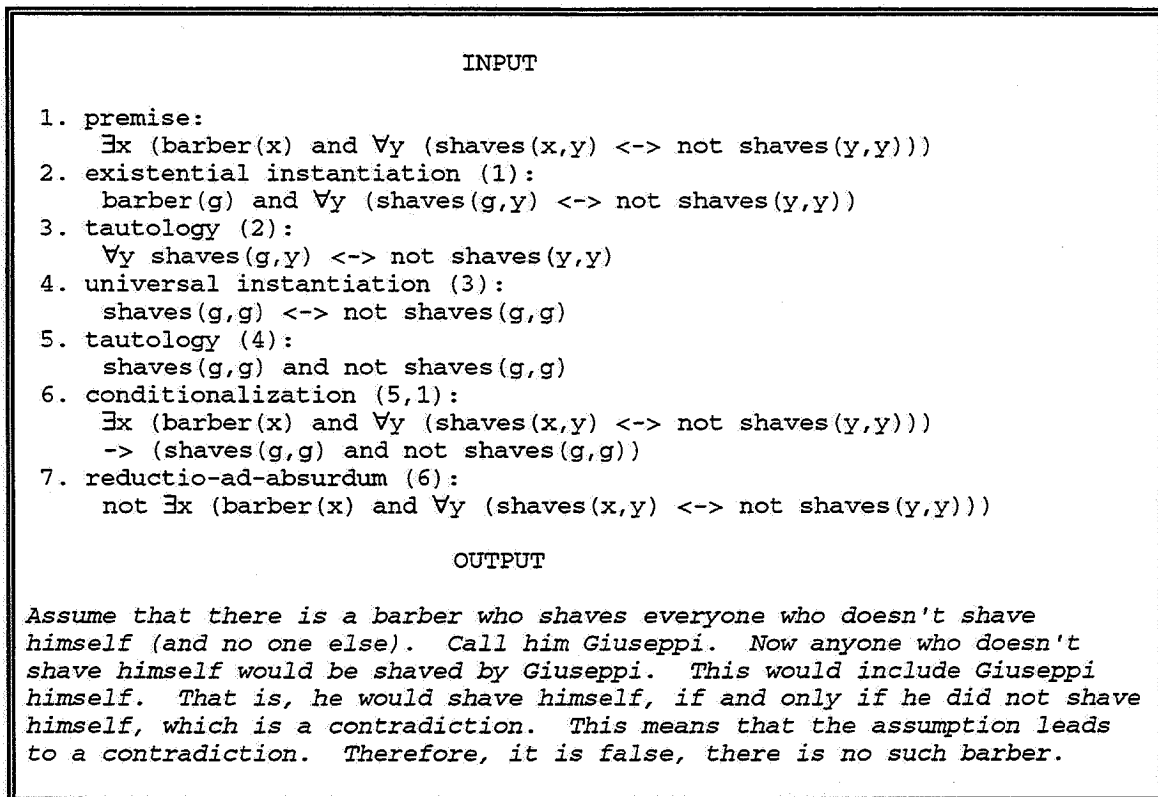 INPUT
1. premise:
∃x (barber(x) and ∀y (shaves(x,y) <-> not shaves(y,y)))
2. existential instantiation (1):
barber(g) and ∀y (shaves(g,y) <-> not shaves(y,y))
3. tautology (2):
∀y shaves(g,y) <-> not shaves(y,y)
4. universal instantiation (3):
shaves(g,g) <-> not shaves(g,g)
5. tautology (4):
shaves(g,g) and not shaves(g,g)
6. conditionalization (5,1):
∃x (barber(x) and ∀y (shaves(x,y) <-> not shaves(y,y)))
-> (shaves(g,g) and not shaves(g,g))
7. reductio-ad-absurdum (6):
not ∃x (barber(x) and ∀y (shaves(x,y) <-> not shaves(y,y)))
OUTPUT
Assume that there is a barber who shaves everyone who doesn't shave
himself (and no one else). Call him Giuseppi. Now anyone who doesn't
shave himself would be shaved by Giuseppi. This would include Giuseppi
himself. That is, he would shave himself, if and only if he did not shave
himself, which is a contradiction. This means that the assumption leads
to a contradiction. Therefore, it is false, there is no such barber.